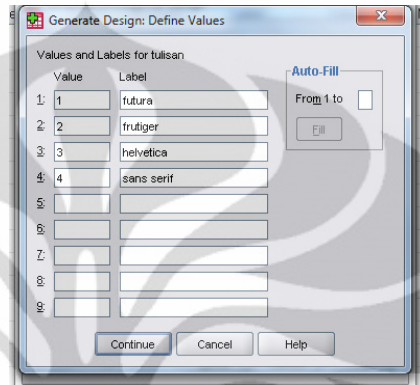 Generate Design: Define Values
Values and Labels for tulisan
Value Label
Auto-Fill
1: 1 futura
From 1 to
2: 2 frutiger
Fill
3: 3 helvetica
4: 4 sans serif
5:
6:
7:
8:
9:
Continue Cancel Help